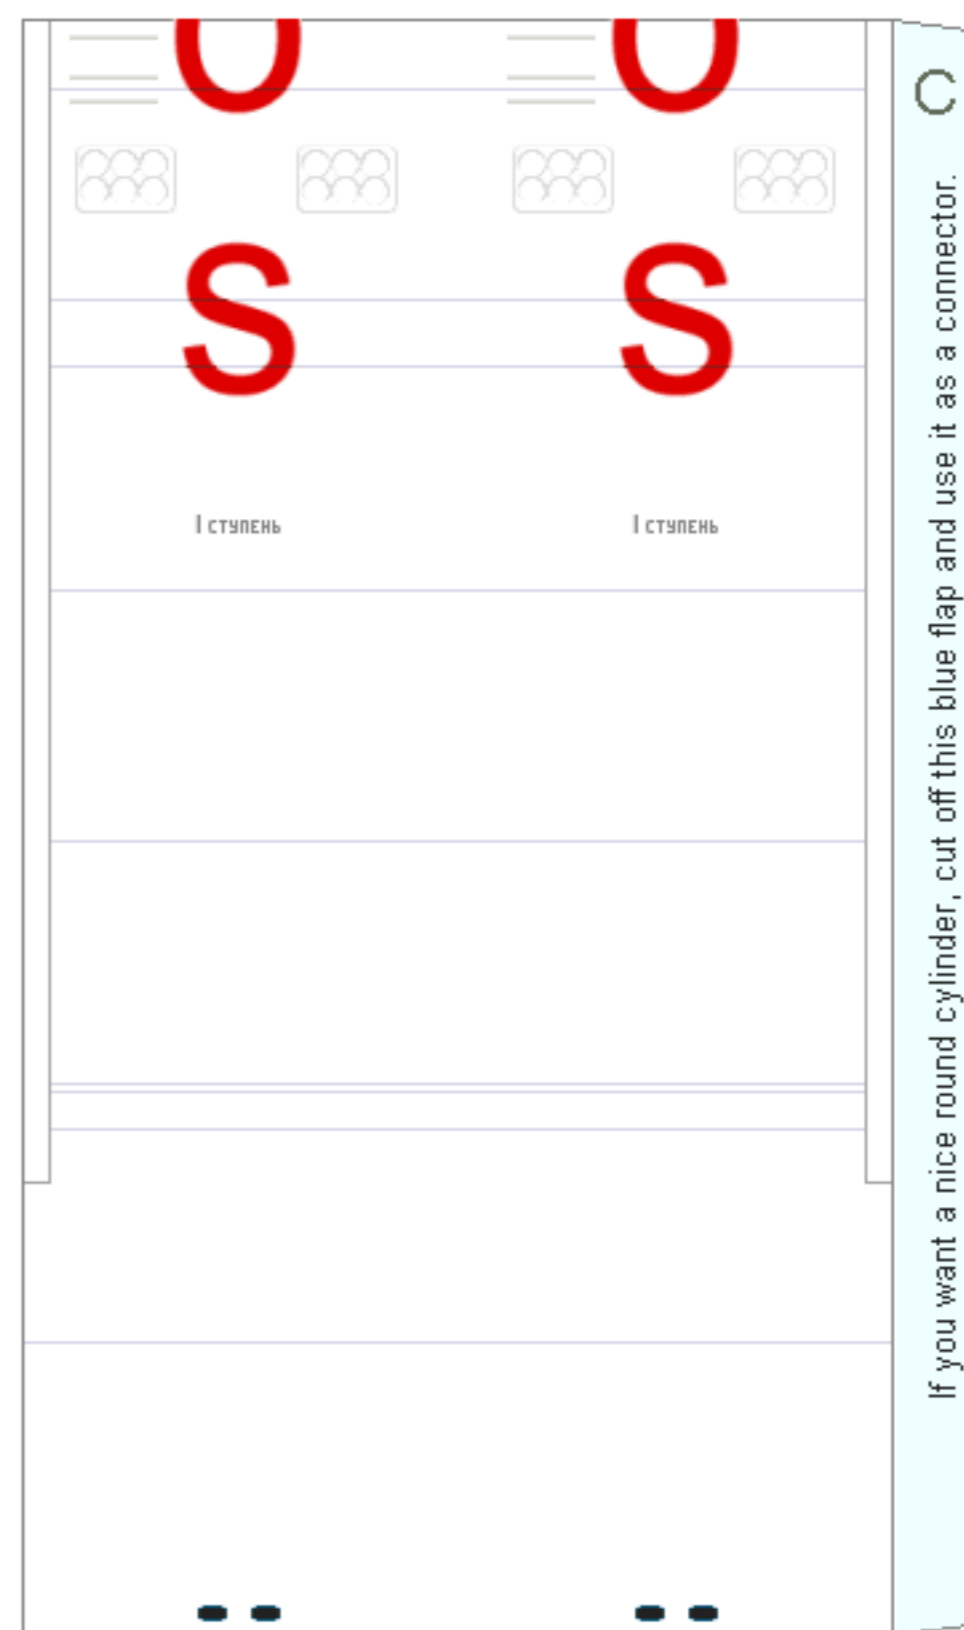 O O
S S
I ступень I ступень
C
If you want a nice round cylinder, cut off this blue flap and use it as a connector.